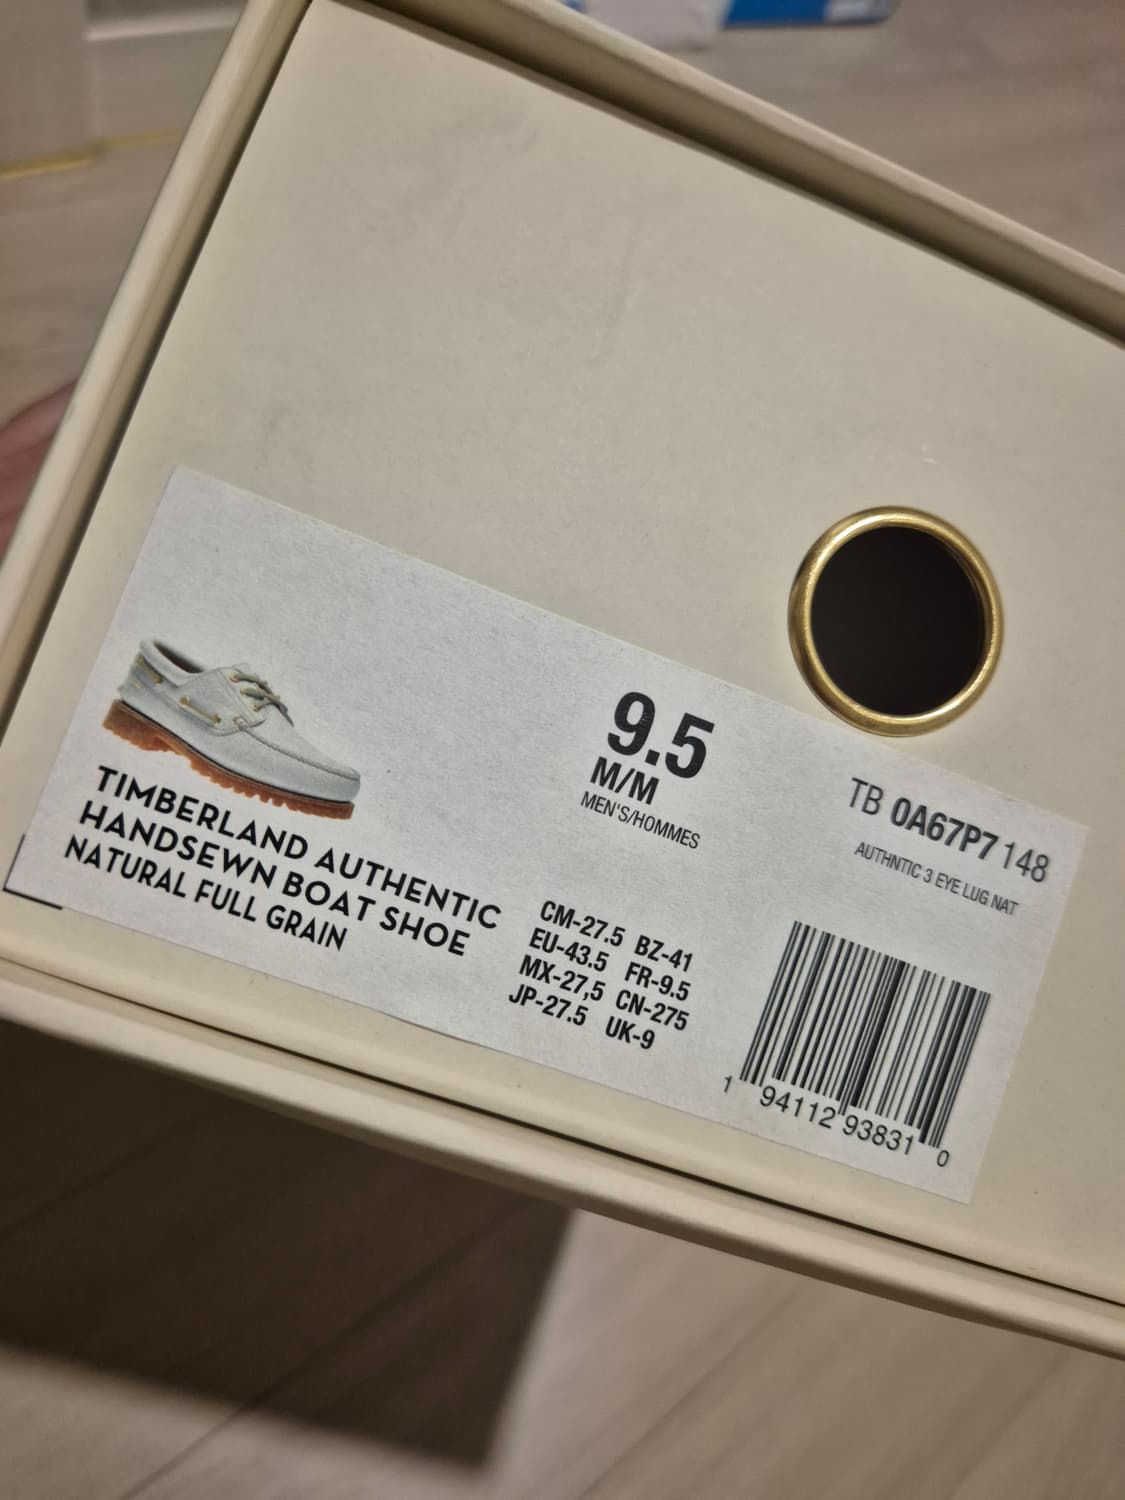 TIMBERLAND AUTHENTIC
HANDSEWN BOAT SHOE
NATURAL FULL GRAIN
9.5
M/M
MEN'S/HOMMES
CM-27.5 BZ-41
EU-43.5 FR-9.5
MX-27,5 CN-275
JP-27.5 UK-9
TB 0A67P7 148
AUTHNTIC 3 EYE LUG NAT
1 94112 93831 0